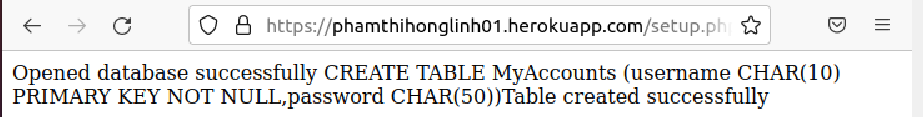 https://phamthihonglinh01.herokuapp.com/setup.ph
Opened database successfully CREATE TABLE MyAccounts (username CHAR(10)
PRIMARY KEY NOT NULL,password CHAR(50))Table created successfully